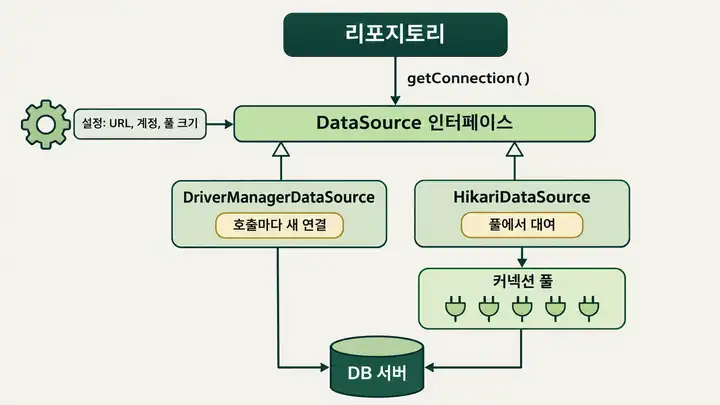 리포지토리
getConnection()
설정: URL, 계정, 풀 크기
DataSource 인터페이스
DriverManagerDataSource
호출마다 새 연결
HikariDataSource
풀에서 대여
커넥션 풀
DB 서버